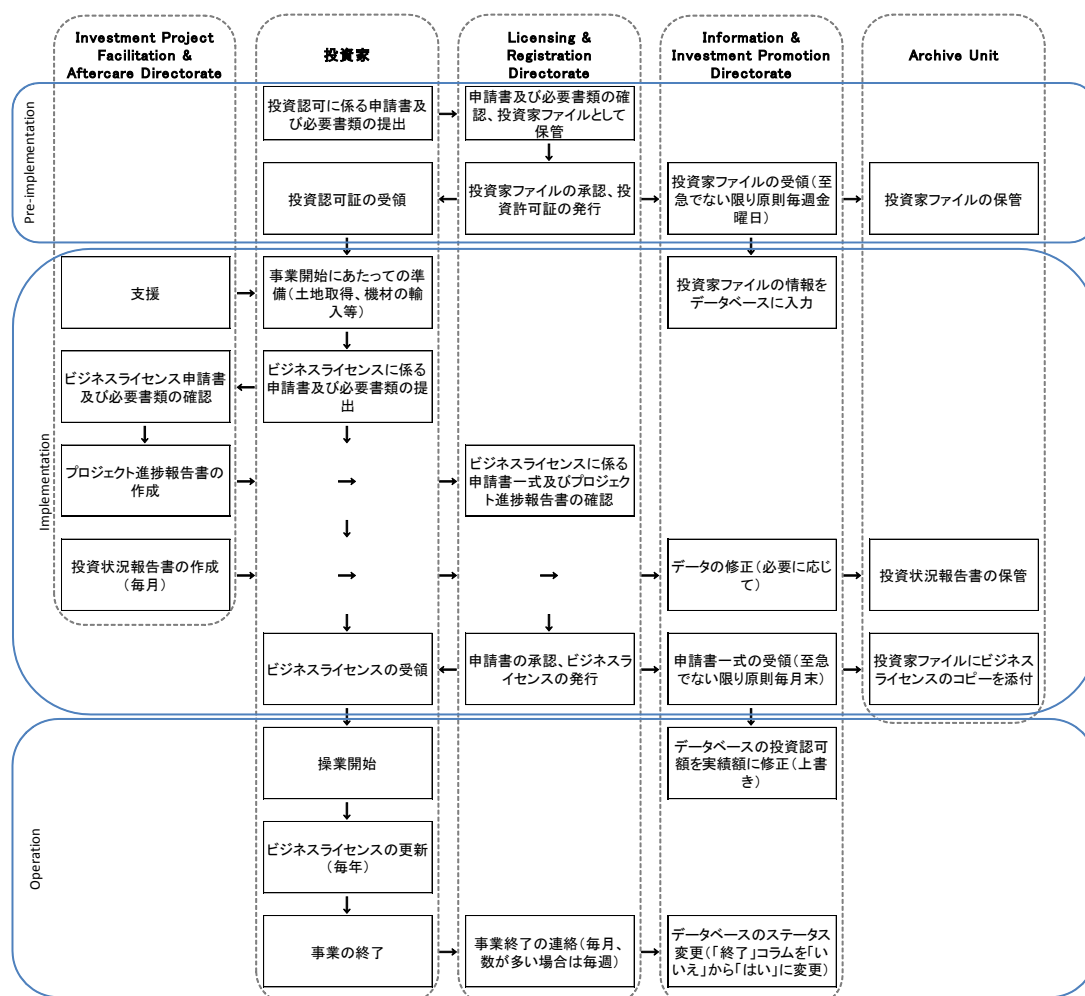 Investment Project
Facilitation &
Aftercare Directorate
投資家
Licensing &
Registration
Directorate
Information &
Investment Promotion
Directorate
Archive Unit
Pre-implementation
投資認可に係る申請書及
び必要書類の提出
→
申請書及び必要書類の確
認、投資家ファイルとして
保管
↓
投資認可証の受領
←
投資家ファイルの承認、投
資許可証の発行
→
投資家ファイルの受領(至
急でない限り原則毎週金
曜日)
→
投資家ファイルの保管
↓
↓
Implementation
支援
→
事業開始にあたっての準
備(土地取得、機材の輸
入等)
投資家ファイルの情報を
データベースに入力
↓
ビジネスライセンス申請書
及び必要書類の確認
←
ビジネスライセンスに係る
申請書及び必要書類の提
出
↓
↓
プロジェクト進捗報告書の
作成
→
→
→
ビジネスライセンスに係る
申請書一式及びプロジェク
ト進捗報告書の確認
↓
↓
投資状況報告書の作成
(毎月)
→
→
→
→
→
データの修正(必要に応じ
て)
→
投資状況報告書の保管
↓
↓
ビジネスライセンスの受領
←
申請書の承認、ビジネスラ
イセンスの発行
→
申請書一式の受領(至急
でない限り原則毎月末)
→
投資家ファイルにビジネス
ライセンスのコピーを添付
↓
↓
Operation
操業開始
データベースの投資認可
額を実績額に修正(上書
き)
↓
ビジネスライセンスの更新
(毎年)
↓
事業の終了
→
事業終了の連絡(毎月、
数が多い場合は毎週)
→
データベースのステータス
変更(「終了」コラムを「い
いえ」から「はい」に変更)